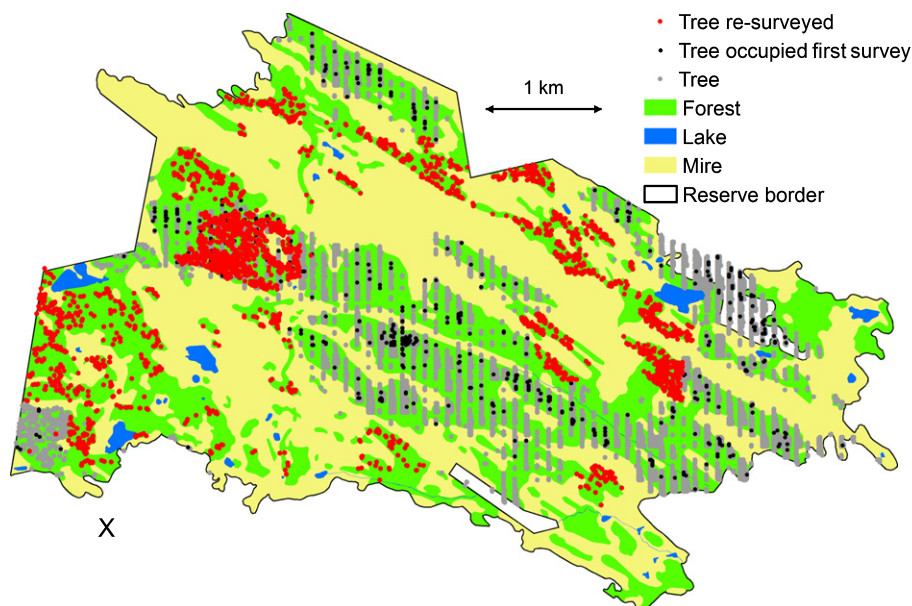 Tree re-surveyed
Tree occupied first survey
Tree
1 km
Forest
Lake
Mire
Reserve border
X